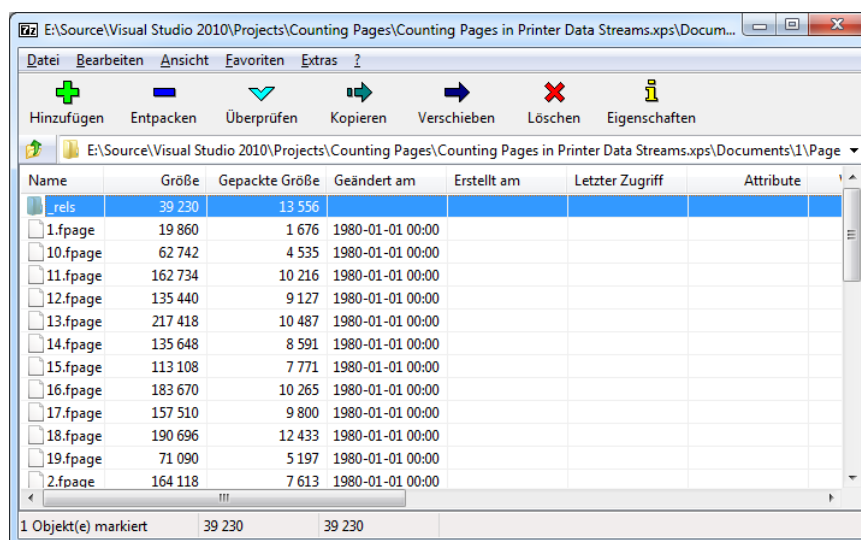 7z E:\Source\Visual Studio 2010\Projects\Counting Pages\Counting Pages in Printer Data Streams.xps\Docum...
Datei Bearbeiten Ansicht Favoriten Extras ?
Hinzufügen Entpacken Überprüfen Kopieren Verschieben Löschen Eigenschaften
E:\Source\Visual Studio 2010\Projects\Counting Pages\Counting Pages in Printer Data Streams.xps\Documents\1\Page
Name Größe Gepackte Größe Geändert am Erstellt am Letzter Zugriff Attribute
_rels 39 230 13 556
1.fpage 19 860 1 676 1980-01-01 00:00
10.fpage 62 742 4 535 1980-01-01 00:00
11.fpage 162 734 10 216 1980-01-01 00:00
12.fpage 135 440 9 127 1980-01-01 00:00
13.fpage 217 418 10 487 1980-01-01 00:00
14.fpage 135 648 8 591 1980-01-01 00:00
15.fpage 113 108 7 771 1980-01-01 00:00
16.fpage 183 670 10 265 1980-01-01 00:00
17.fpage 157 510 9 800 1980-01-01 00:00
18.fpage 190 696 12 433 1980-01-01 00:00
19.fpage 71 090 5 197 1980-01-01 00:00
2.fpage 164 118 7 613 1980-01-01 00:00
1 Objekt(e) markiert 39 230 39 230